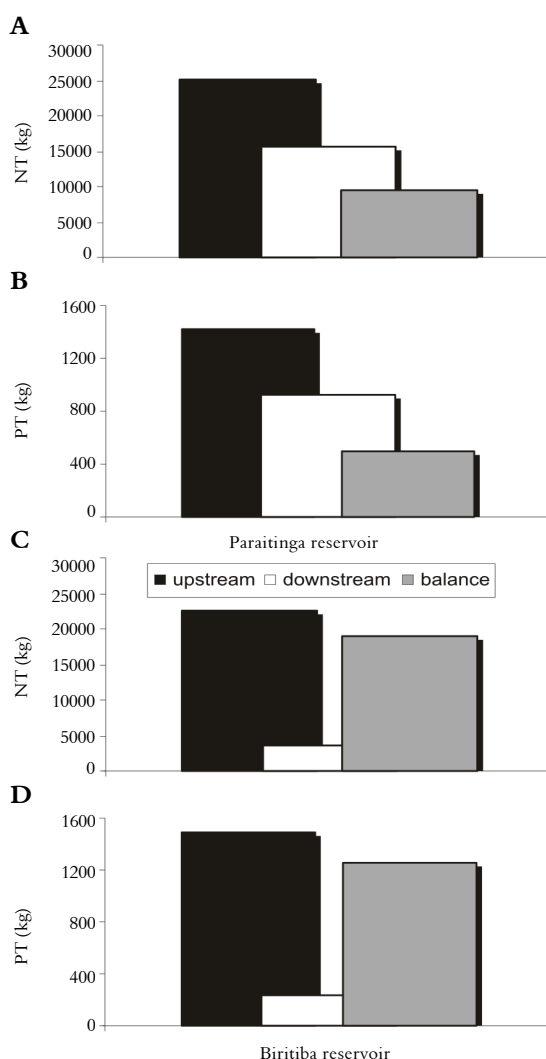 A
30000
25000
20000
15000
10000
5000
0
NT (kg)
B
1600
1200
800
400
0
PT (kg)
Paraitinga reservoir
C
30000
25000
20000
15000
10000
5000
0
NT (kg)
upstream downstream balance
D
1600
1200
800
400
0
PT (kg)
Biritiba reservoir